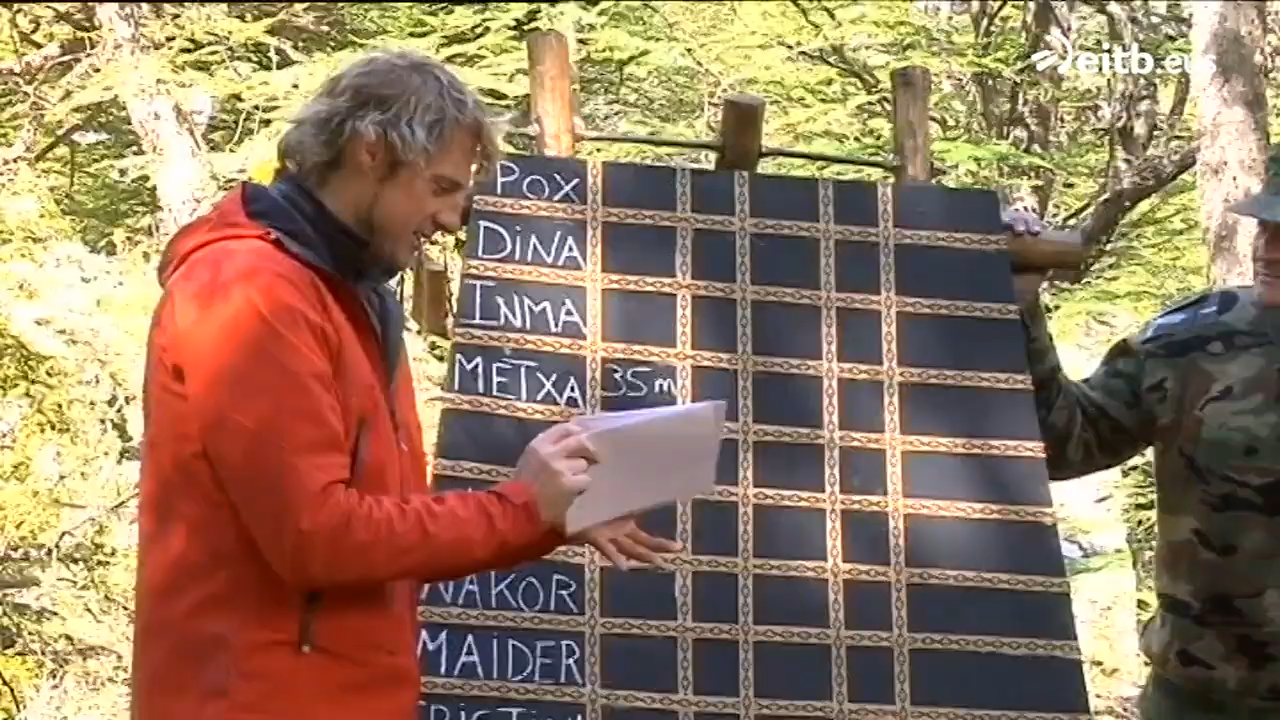 eitb.eus
POX
DiNA
INMA
METXA 35m
NAKOR
MAiDER